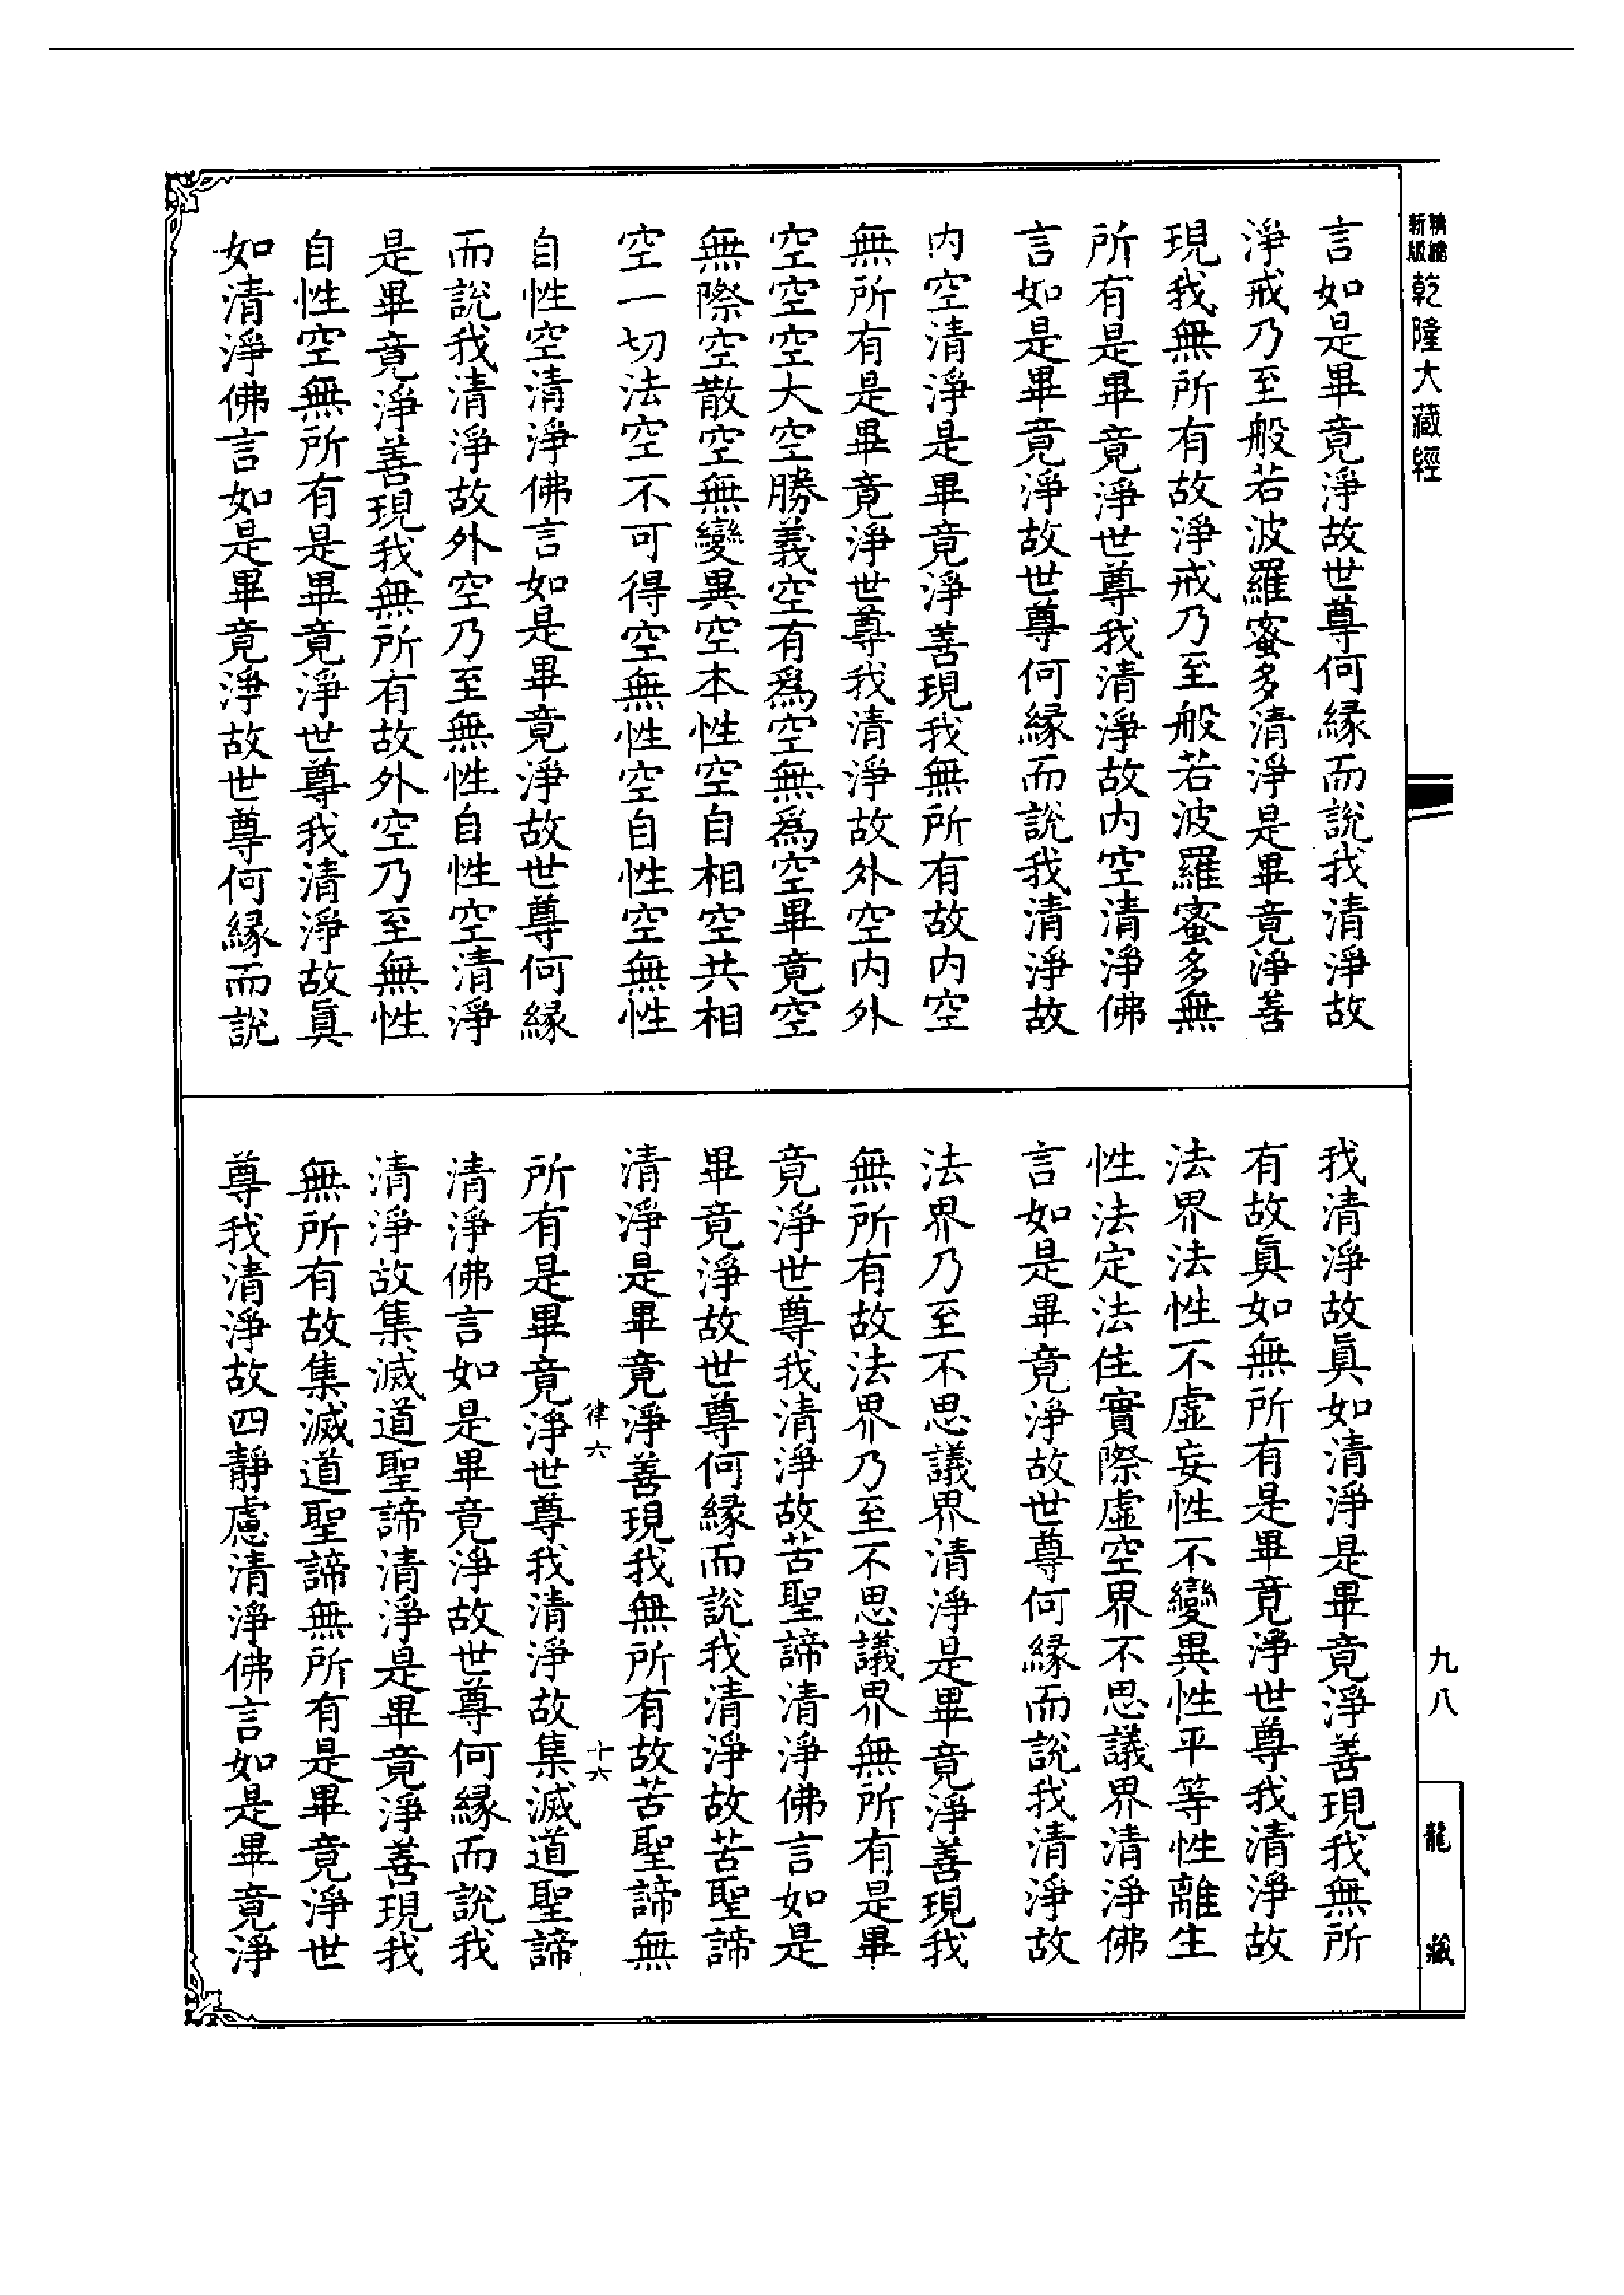 精縮新版
乾隆大藏經
言如是畢竟淨故世尊何緣而說我清淨故
淨戒乃至般若波羅蜜多清淨是畢竟淨善
現我無所有故淨戒乃至般若波羅蜜多無
所有是畢竟淨世尊我清淨故內空清淨佛
言如是畢竟淨故世尊何緣而說我清淨故
內空清淨是畢竟淨善現我無所有故內空
無所有是畢竟淨世尊我清淨故外空內外
空空空大空勝義空有為空無為空畢竟空
無際空散空無變異空本性空自相空共相
空一切法空不可得空無性空自性空無性
自性空清淨佛言如是畢竟淨故世尊何緣
而說我清淨故外空乃至無性自性空清淨
是畢竟淨善現我無所有故外空乃至無性
自性空無所有是畢竟淨世尊我清淨故真
如清淨佛言如是畢竟淨故世尊何緣而說
我清淨故真如清淨是畢竟淨善現我無所
有故真如無所有是畢竟淨世尊我清淨故
法界法性不虛妄性不變異性平等性離生
性法定法住實際虛空界不思議界清淨佛
言如是畢竟淨故世尊何緣而說我清淨故
法界乃至不思議界清淨是畢竟淨善現我
無所有故法界乃至不思議界無所有是畢
竟淨世尊我清淨故苦聖諦清淨佛言如是
畢竟淨故世尊何緣而說我清淨故苦聖諦
清淨是畢竟淨善現我無所有故苦聖諦無
律六 十六
所有是畢竟淨世尊我清淨故集滅道聖諦
清淨佛言如是畢竟淨故世尊何緣而說我
清淨故集滅道聖諦清淨是畢竟淨善現我
無所有故集滅道聖諦無所有是畢竟淨世
尊我清淨故四靜慮清淨佛言如是畢竟淨
九八
龍藏